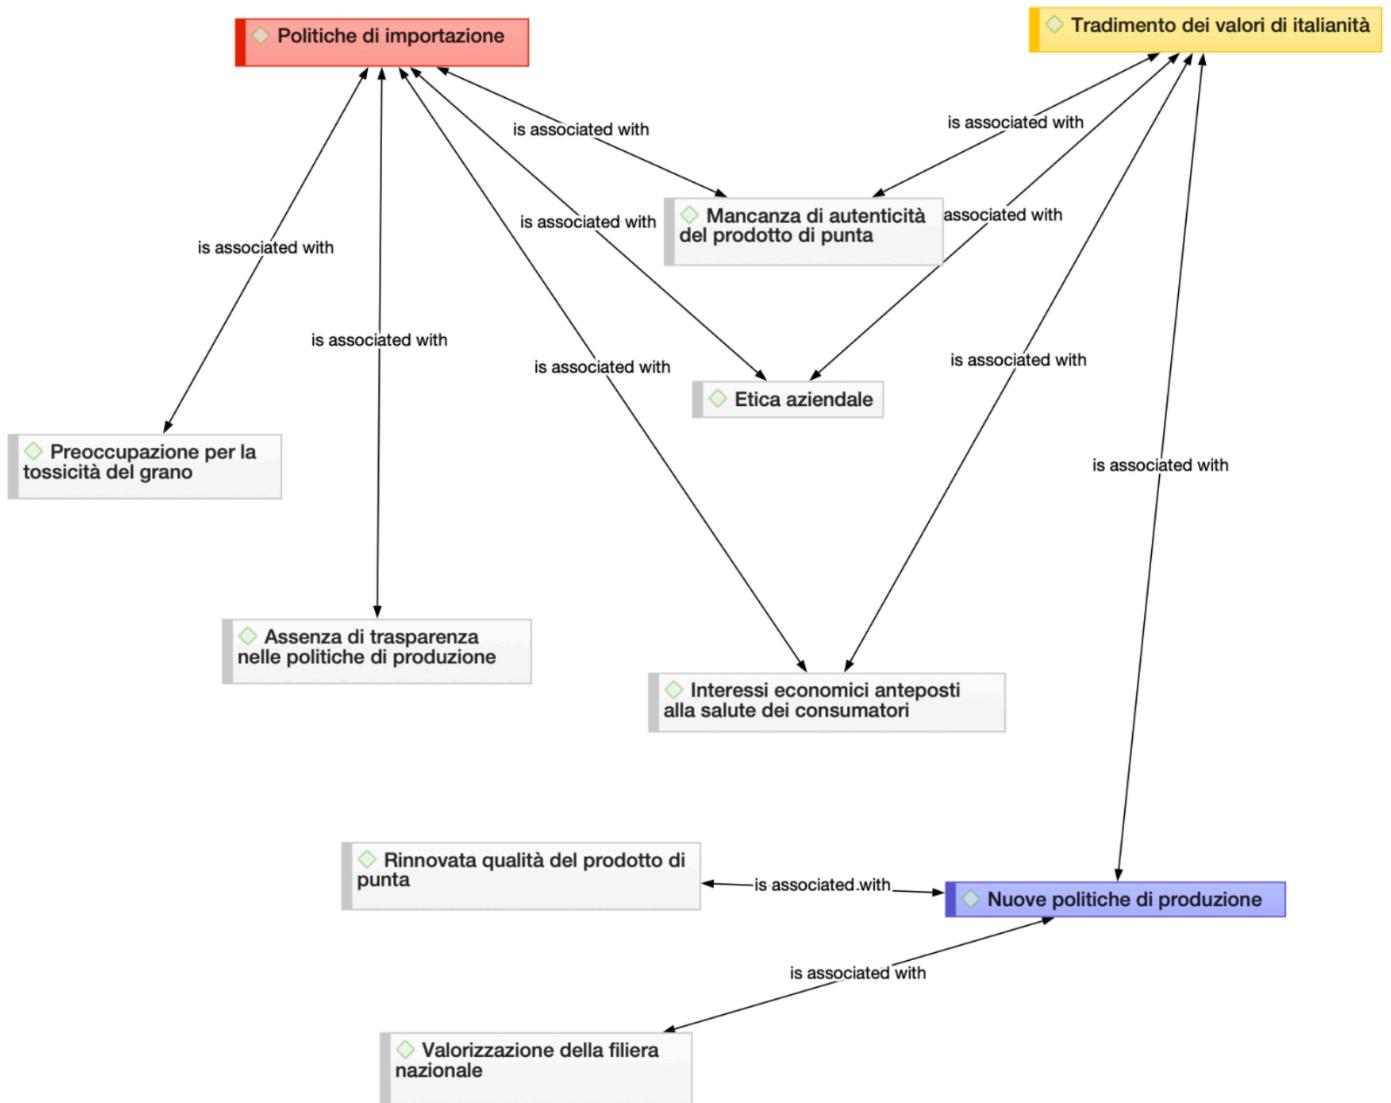 Politiche di importazione
Tradimento dei valori di italianità
is associated with
is associated with
Mancanza di autenticità
del prodotto di punta
is associated with
associated with
is associated with
is associated with
is associated with
is associated with
Etica aziendale
Preoccupazione per la
tossicità del grano
is associated with
Assenza di trasparenza
nelle politiche di produzione
Interessi economici anteposti
alla salute dei consumatori
Rinnovata qualità del prodotto di
punta
is associated with
Nuove politiche di produzione
is associated with
Valorizzazione della filiera
nazionale